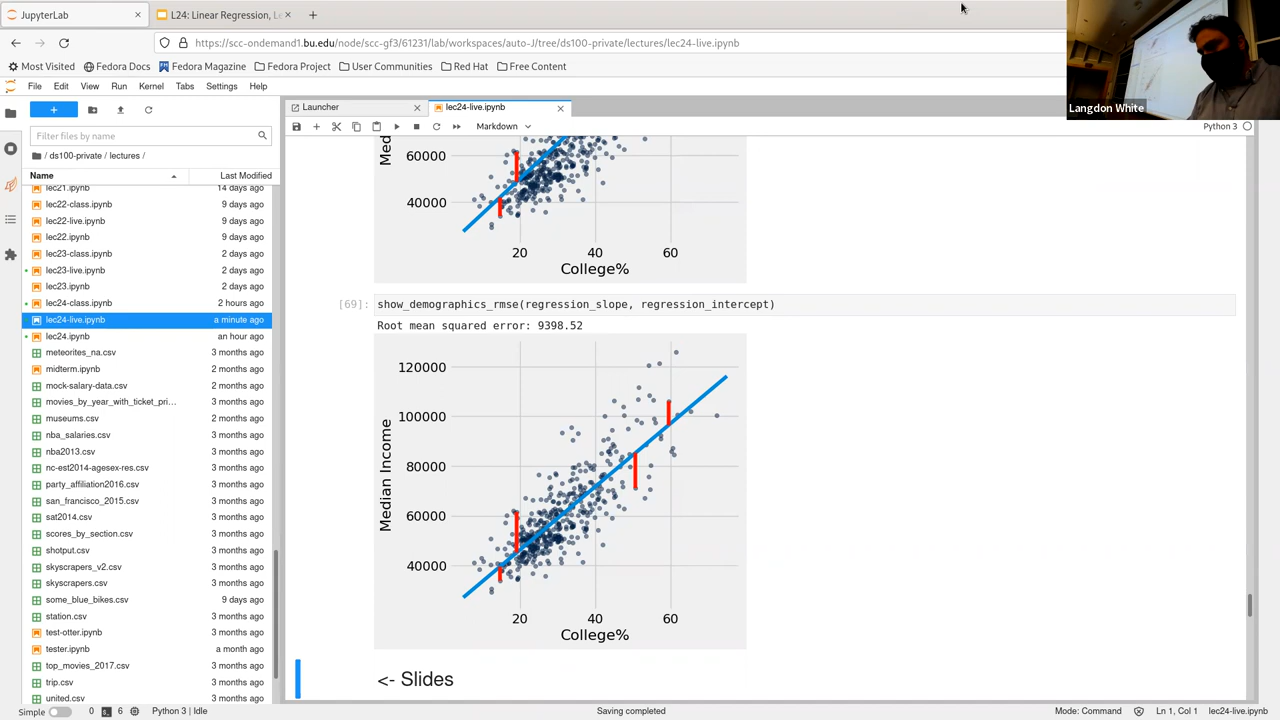 JupyterLab
L24: Linear Regression, Le
https://scc-ondemand1.bu.edu/node/scc-gf3/61231/lab/workspaces/auto-J/tree/ds100-private/lectures/lec24-live.ipynb
Most Visited
Fedora Docs
Fedora Magazine
Fedora Project
User Communities
Red Hat
Free Content
Langdon White
File Edit View Run Kernel Tabs Settings Help
Filter files by name
/ ds100-private / lectures /
Name Last Modified
lec21.ipynb 14 days ago
lec22-class.ipynb 9 days ago
lec22-live.ipynb 9 days ago
lec22.ipynb 9 days ago
lec23-class.ipynb 2 days ago
lec23-live.ipynb 2 days ago
lec23.ipynb 2 days ago
lec24-class.ipynb 2 hours ago
lec24-live.ipynb a minute ago
lec24.ipynb an hour ago
meteorites_na.csv 3 months ago
midterm.ipynb 2 months ago
mock-salary-data.csv 2 months ago
movies_by_year_with_ticket_pri... 3 months ago
museums.csv 2 months ago
nba_salaries.csv 3 months ago
nba2013.csv 3 months ago
nc-est2014-agesex-res.csv 3 months ago
party_affiliation2016.csv 3 months ago
san_francisco_2015.csv 3 months ago
sat2014.csv 3 months ago
scores_by_section.csv 3 months ago
shotput.csv 3 months ago
skyscrapers_v2.csv 3 months ago
skyscrapers.csv 3 months ago
some_blue_bikes.csv 9 days ago
station.csv 3 months ago
test-otter.ipynb 3 months ago
tester.ipynb a month ago
top_movies_2017.csv 3 months ago
trip.csv 3 months ago
united.csv 3 months ago
Launcher
lec24-live.ipynb
Markdown
Python 3
Med
60000
40000
20 40 60
College%
[69]: show_demographics_rmse(regression_slope, regression_intercept)
Root mean squared error: 9398.52
120000
100000
80000
60000
40000
Median Income
20 40 60
College%
<- Slides
Simple 0 6 Python 3 | Idle
Saving completed
Mode: Command
Ln 1, Col 1
lec24-live.ipynb